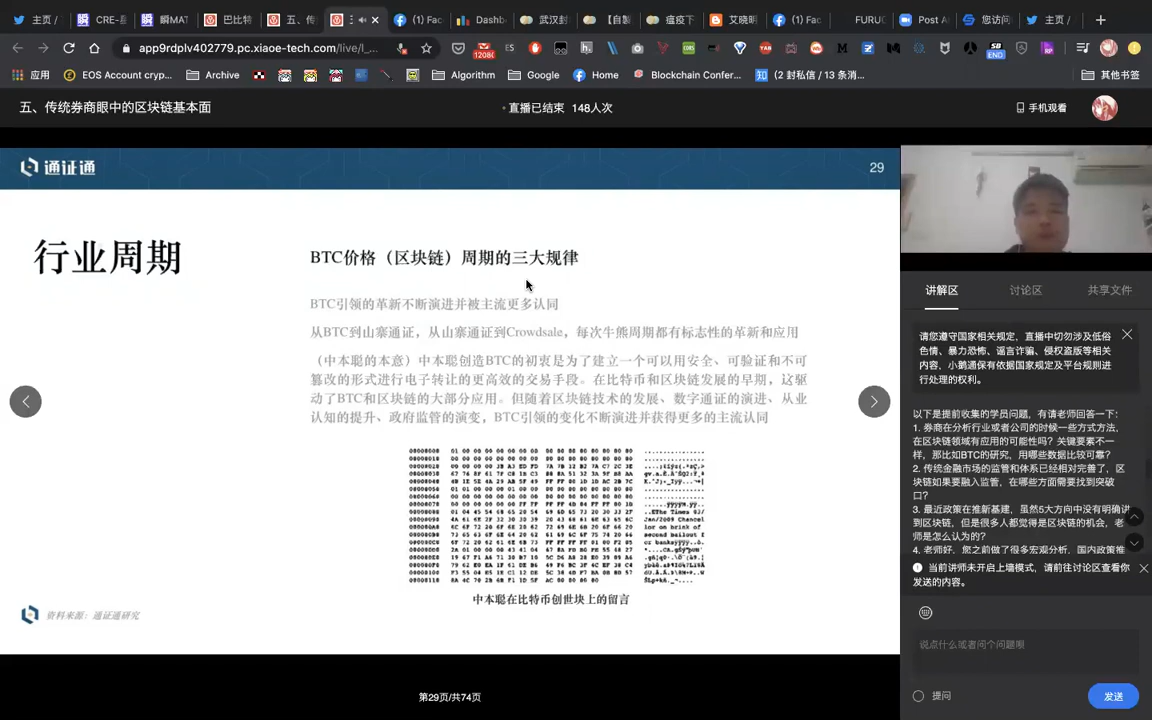 主页 /
CRE-
瞬MAT
巴比特
五、传
(1) Fac
Dashb
武汉封
【自製
瘟疫下
艾晓明
(1) Fac
FURUC
Post A
您访问
主页 /
app9rdplv402779.pc.xiaoe-tech.com/live/l_...
应用
EOS Account cryp...
Archive
Algorithm
Google
Home
Blockchain Confer...
(2 封私信 / 13 条消...
其他书签
五、传统券商眼中的区块链基本面
直播已结束 148人次
手机观看
通证通
29
行业周期
BTC价格（区块链）周期的三大规律
BTC引领的革新不断演进并被主流更多认同
从BTC到山寨通证，从山寨通证到Crowdsale，每次牛熊周期都有标志性的革新和应用
（中本聪的本意）中本聪创造BTC的初衷是为了建立一个可以用安全、可验证和不可
篡改的形式进行电子转让的更高效的交易手段。在比特币和区块链发展的早期，这驱
动了BTC和区块链的大部分应用。但随着区块链技术的发展、数字通证的演进、从业
认知的提升、政府监管的演变，BTC引领的变化不断演进并获得更多的主流认同
中本聪在比特币创世块上的留言
资料来源：通证通研究
第29页/共74页
讲解区
讨论区
共享文件
请您遵守国家相关规定，直播中切勿涉及低俗
色情、暴力恐怖、谣言诈骗、侵权盗版等相关
内容，小鹅通保有依据国家规定及平台规则进
行处理的权利。
以下是提前收集的学员问题，有请老师回答一下：
1. 券商在分析行业或者公司的时候一些方式方法，
在区块链领域有应用的可能性吗？关键要素不一
样，那比如BTC的研究，用哪些数据比较可靠？
2. 传统金融市场的监管和体系已经相对完善了，区
块链如果要融入监管，在哪些方面需要找到突破
口？
3. 最近政策在推新基建，虽然5大方向中没有明确讲
到区块链，但是很多人都觉得是区块链的机会，老
师是怎么认为的？
4. 老师好，您之前做了很多宏观分析，国内政策推
当前讲师未开启上墙模式，请前往讨论区查看你
发送的内容。
说点什么或者问个问题呗
提问
发送